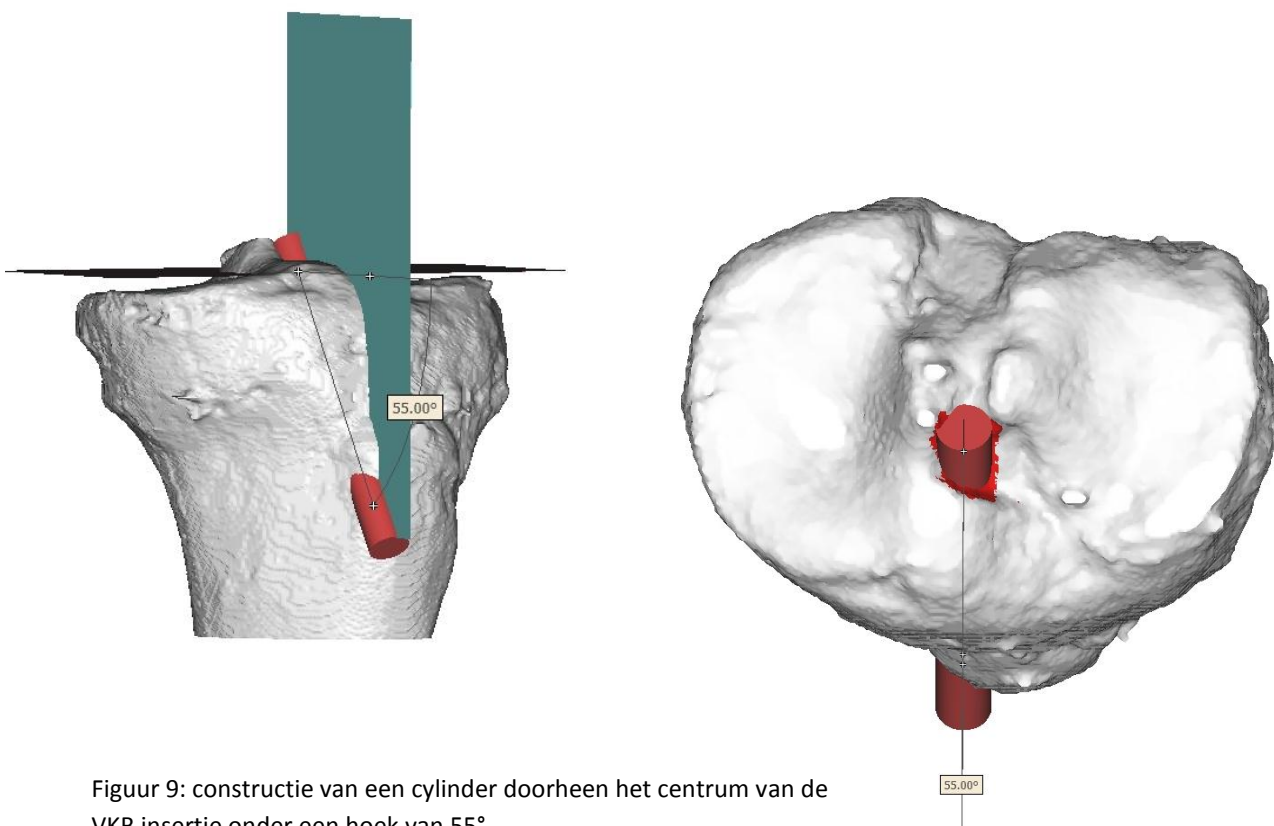 55.00°
55.00°
Figuur 9: constructie van een cylinder doorheen het centrum van de
VKB insertie onder een hoek van 55°